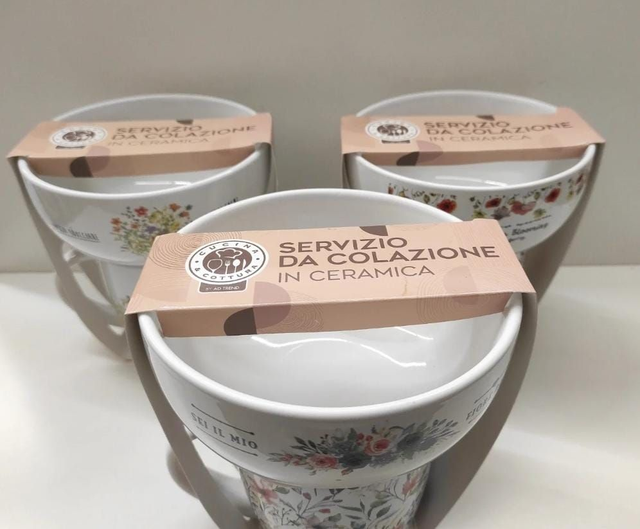 SERVIZIO
DA COLAZIONE
IN CERAMICA
SERVIZIO
DA COLAZIONE
IN CERAMICA
CUCINA
& COTTURA
SERVIZIO
DA COLAZIONE
IN CERAMICA
SEI IL MIO